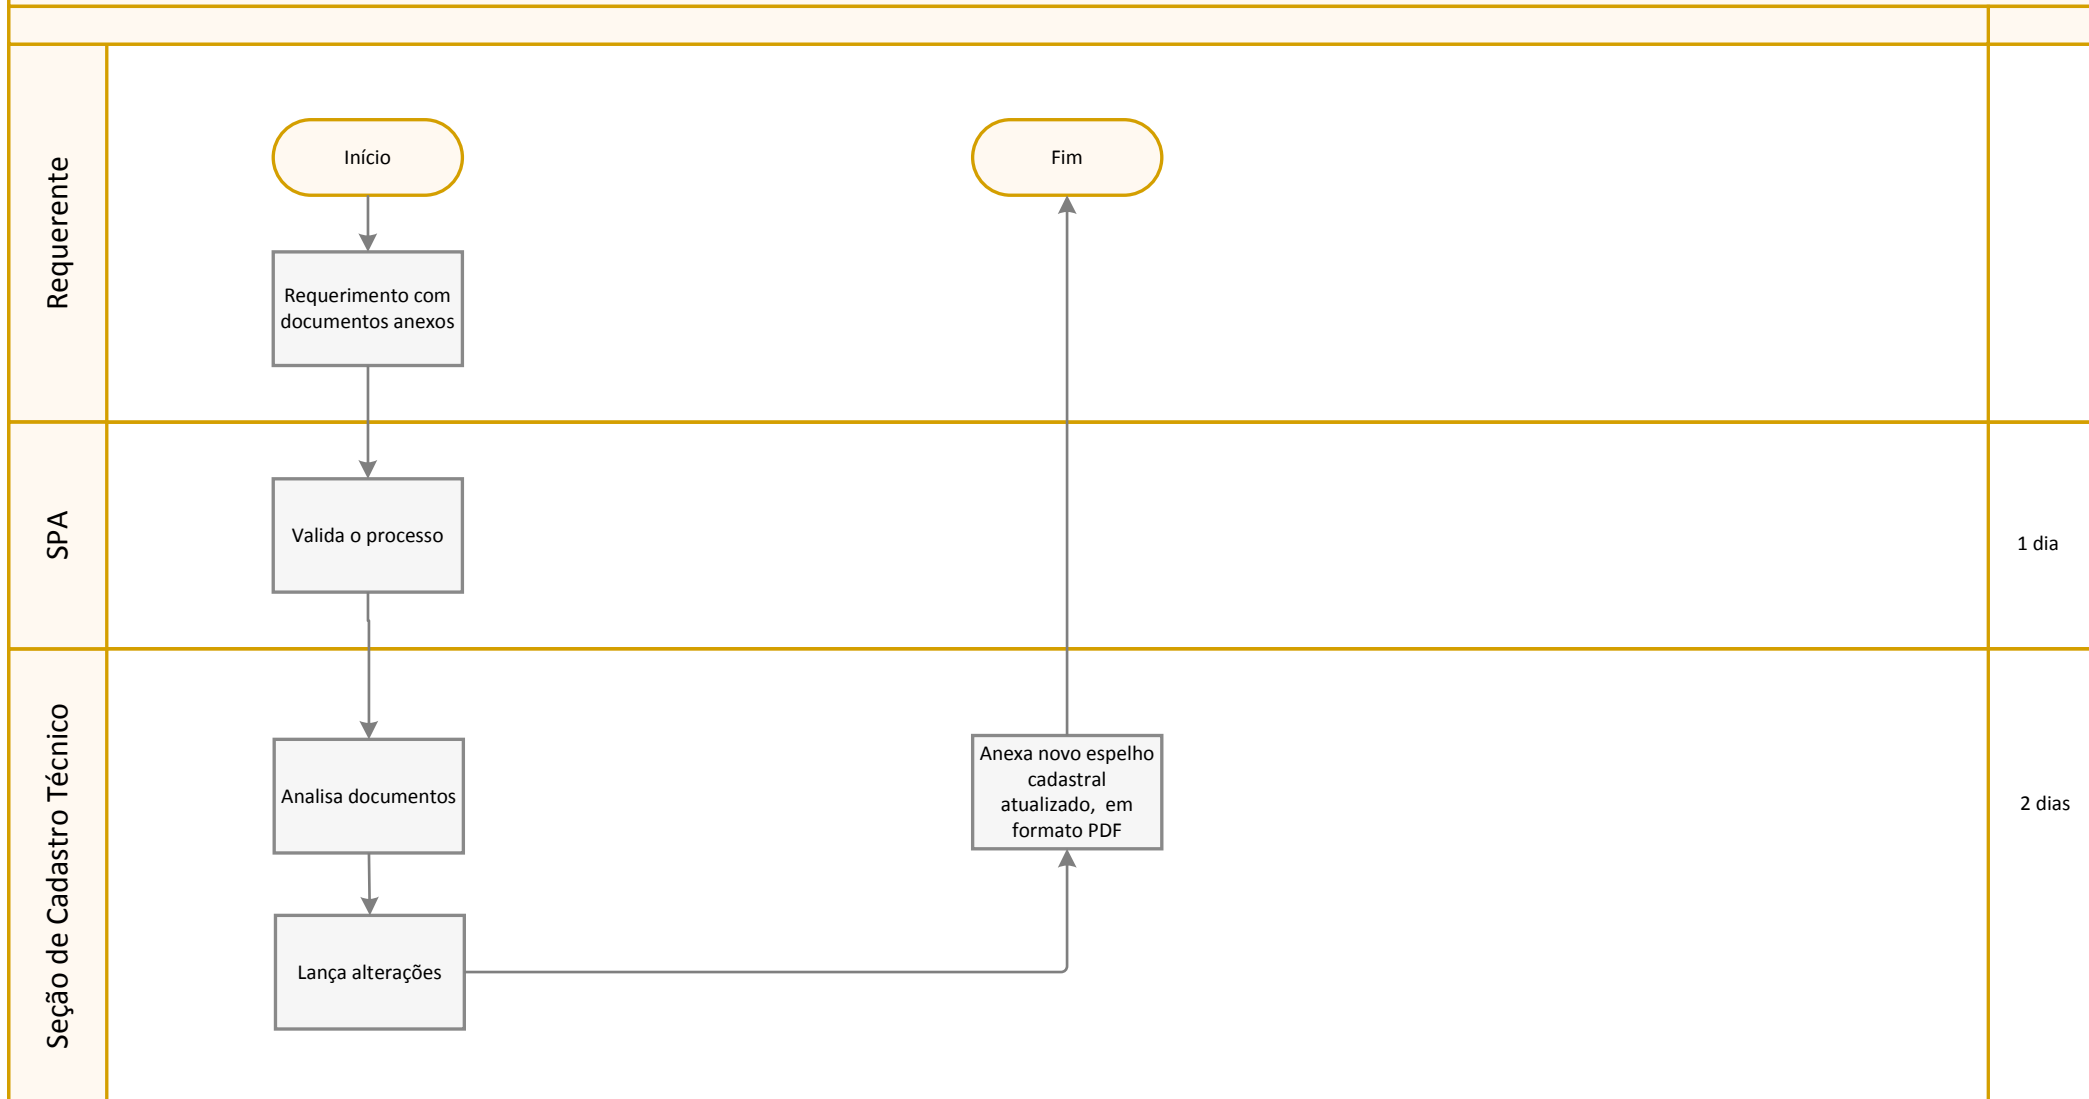 Requerente
Início
Fim
Requerimento com
documentos anexos
SPA
Valida o processo
1 dia
Seção de Cadastro Técnico
Analisa documentos
Anexa novo espelho
cadastral
atualizado,  em
formato PDF
2 dias
Lança alterações